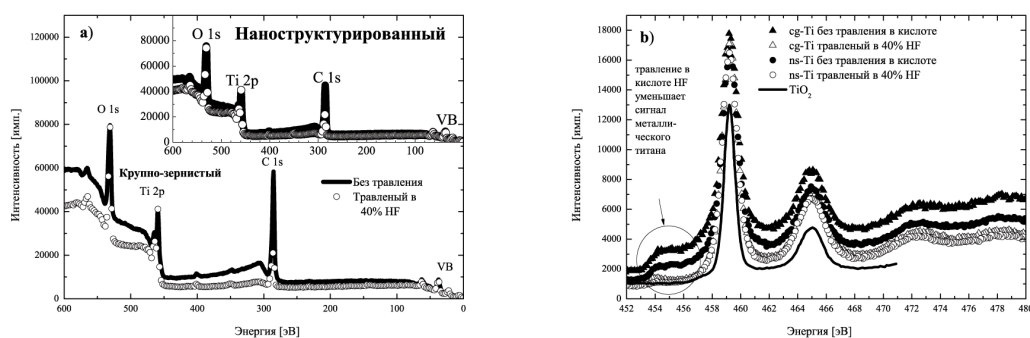 a)
Наноструктурированный
O 1s
Ti 2p
C 1s
VB
80000
60000
40000
20000
0
600 500 400 300 200 100 0
120000
100000
80000
60000
40000
20000
0
Интенсивность [имп.]
O 1s
Крупно-зернистый
Ti 2p
C 1s
Без травления
Травленый в
40% HF
VB
600 500 400 300 200 100 0
Энергия [эВ]
b)
cg-Ti без травления в кислоте
cg-Ti травленый в 40% HF
ns-Ti без травления в кислоте
ns-Ti травленый в 40% HF
TiO2
травление в
кислоте HF
уменьшает
сигнал
металли-
ческого
титана
18000
16000
14000
12000
10000
8000
6000
4000
2000
0
Интенсивность [имп.]
452 454 456 458 460 462 464 466 468 470 472 474 476 478 480
Энергия [эВ]